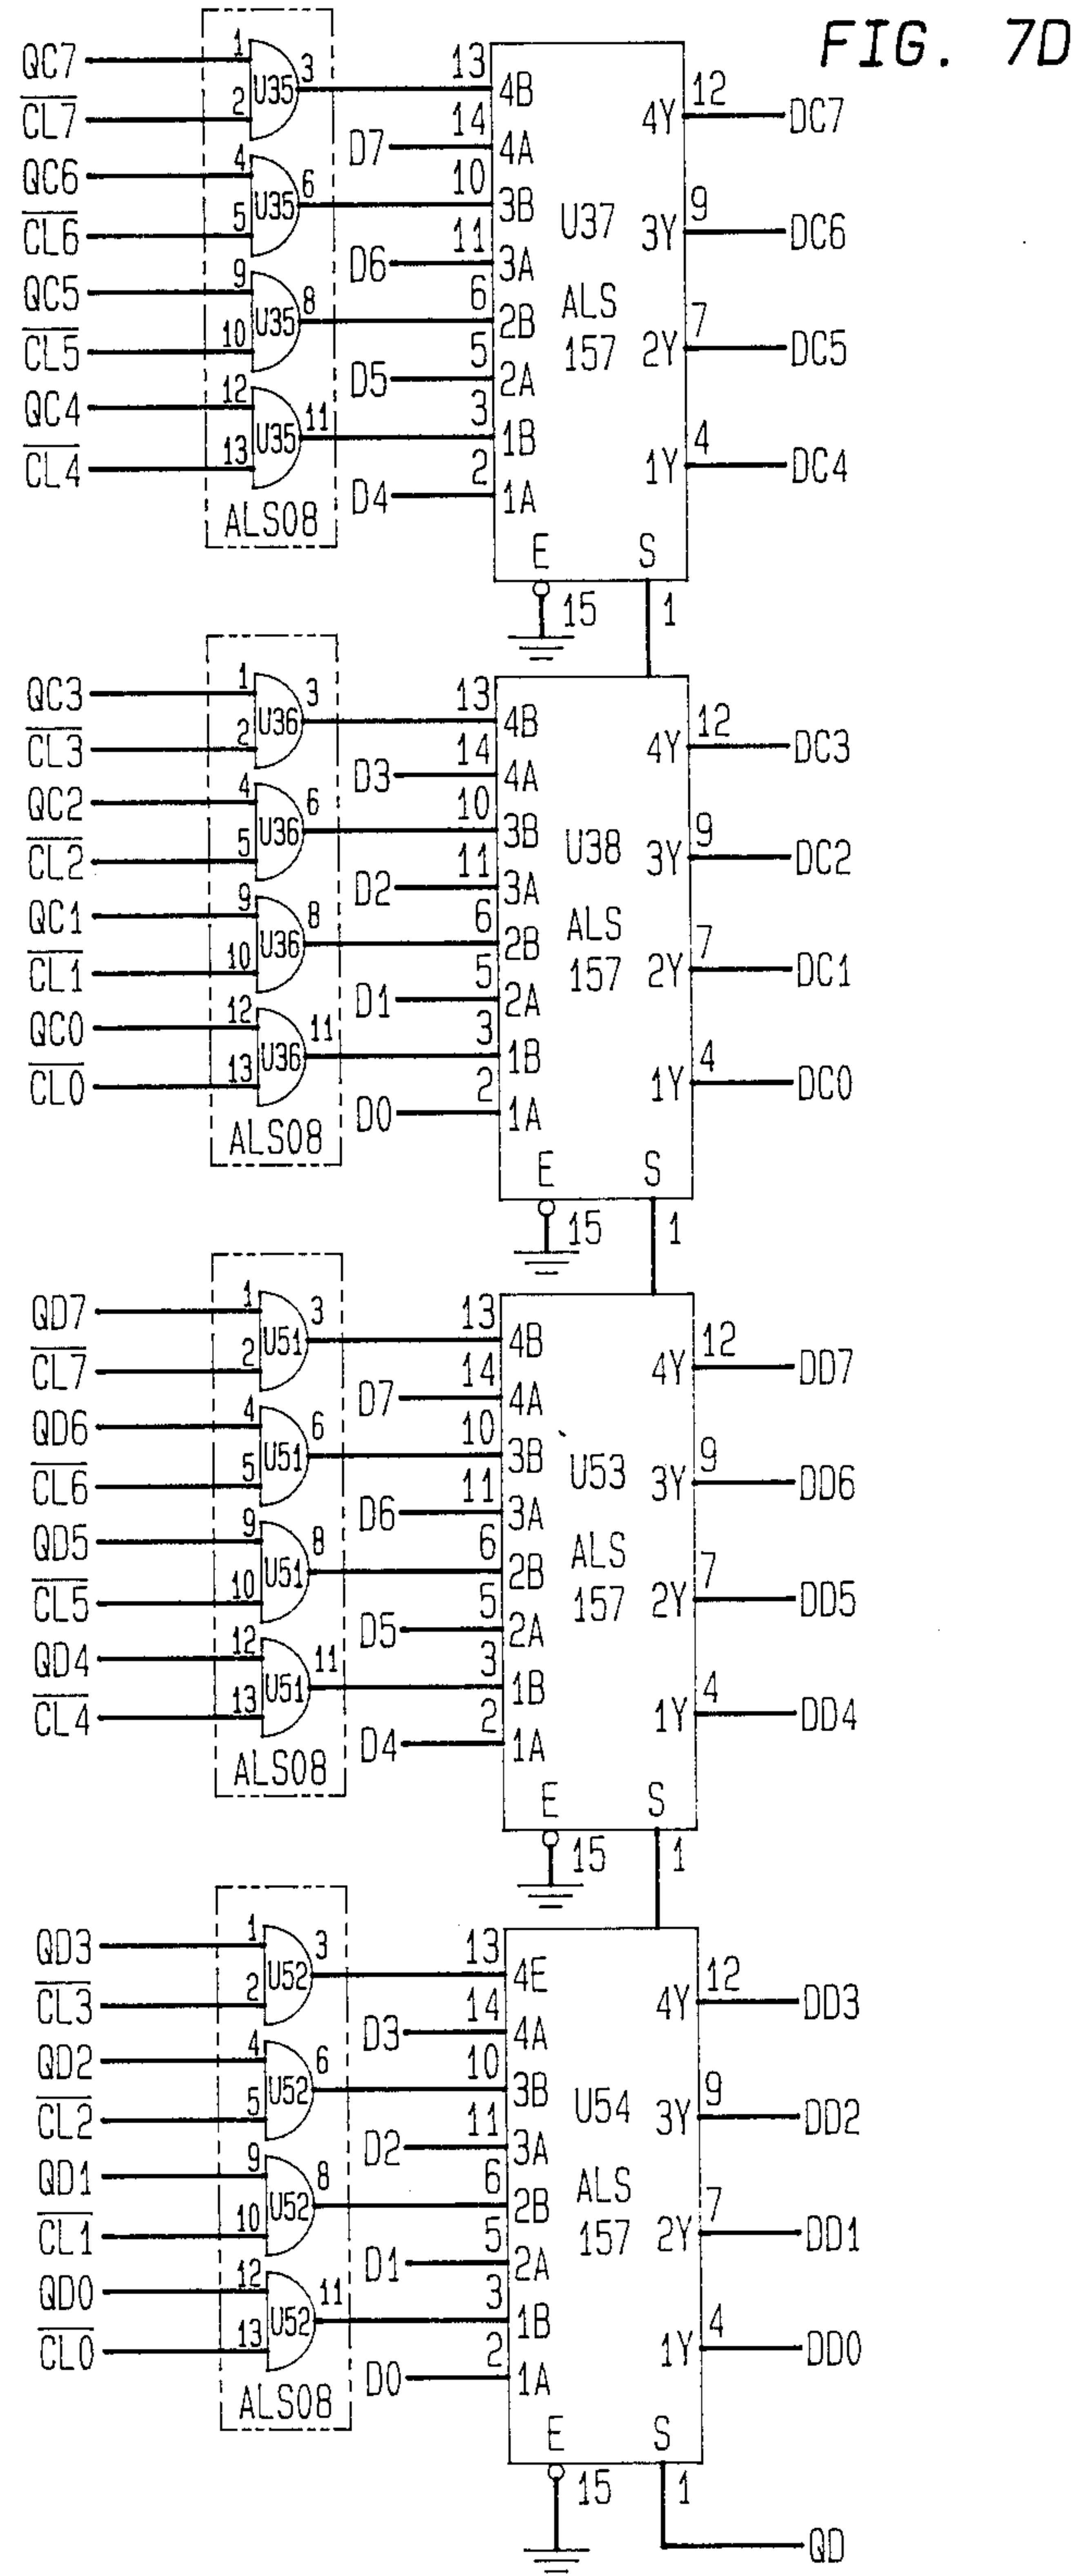 FIG. 7D
QC7 1 U35 3 13 4B 12
CL7 2 14 4A 4Y DC7
D7
QC6 4 U35 6 10 3B U37 9
CL6 5 11 3A 3Y DC6
D6
QC5 9 U35 8 6 2B ALS 7
CL5 10 5 2A 157 2Y DC5
D5
QC4 12 U35 11 3 1B 4
CL4 13 2 1A 1Y DC4
D4
ALS08
E S
15 1
QC3 1 U36 3 13 4B 12
CL3 2 14 4A 4Y DC3
D3
QC2 4 U36 6 10 3B U38 9
CL2 5 11 3A 3Y DC2
D2
QC1 9 U36 8 6 2B ALS 7
CL1 10 5 2A 157 2Y DC1
D1
QC0 12 U36 11 3 1B 4
CL0 13 2 1A 1Y DC0
D0
ALS08
E S
15 1
QD7 1 U51 3 13 4B 12
CL7 2 14 4A 4Y DD7
D7
QD6 4 U51 6 10 3B U53 9
CL6 5 11 3A 3Y DD6
D6
QD5 9 U51 8 6 2B ALS 7
CL5 10 5 2A 157 2Y DD5
D5
QD4 12 U51 11 3 1B 4
CL4 13 2 1A 1Y DD4
D4
ALS08
E S
15 1
QD3 1 U52 3 13 4E 12
CL3 2 14 4A 4Y DD3
D3
QD2 4 U52 6 10 3B U54 9
CL2 5 11 3A 3Y DD2
D2
QD1 9 U52 8 6 2B ALS 7
CL1 10 5 2A 157 2Y DD1
D1
QD0 12 U52 11 3 1B 4
CL0 13 2 1A 1Y DD0
D0
ALS08
E S
15 1
QD